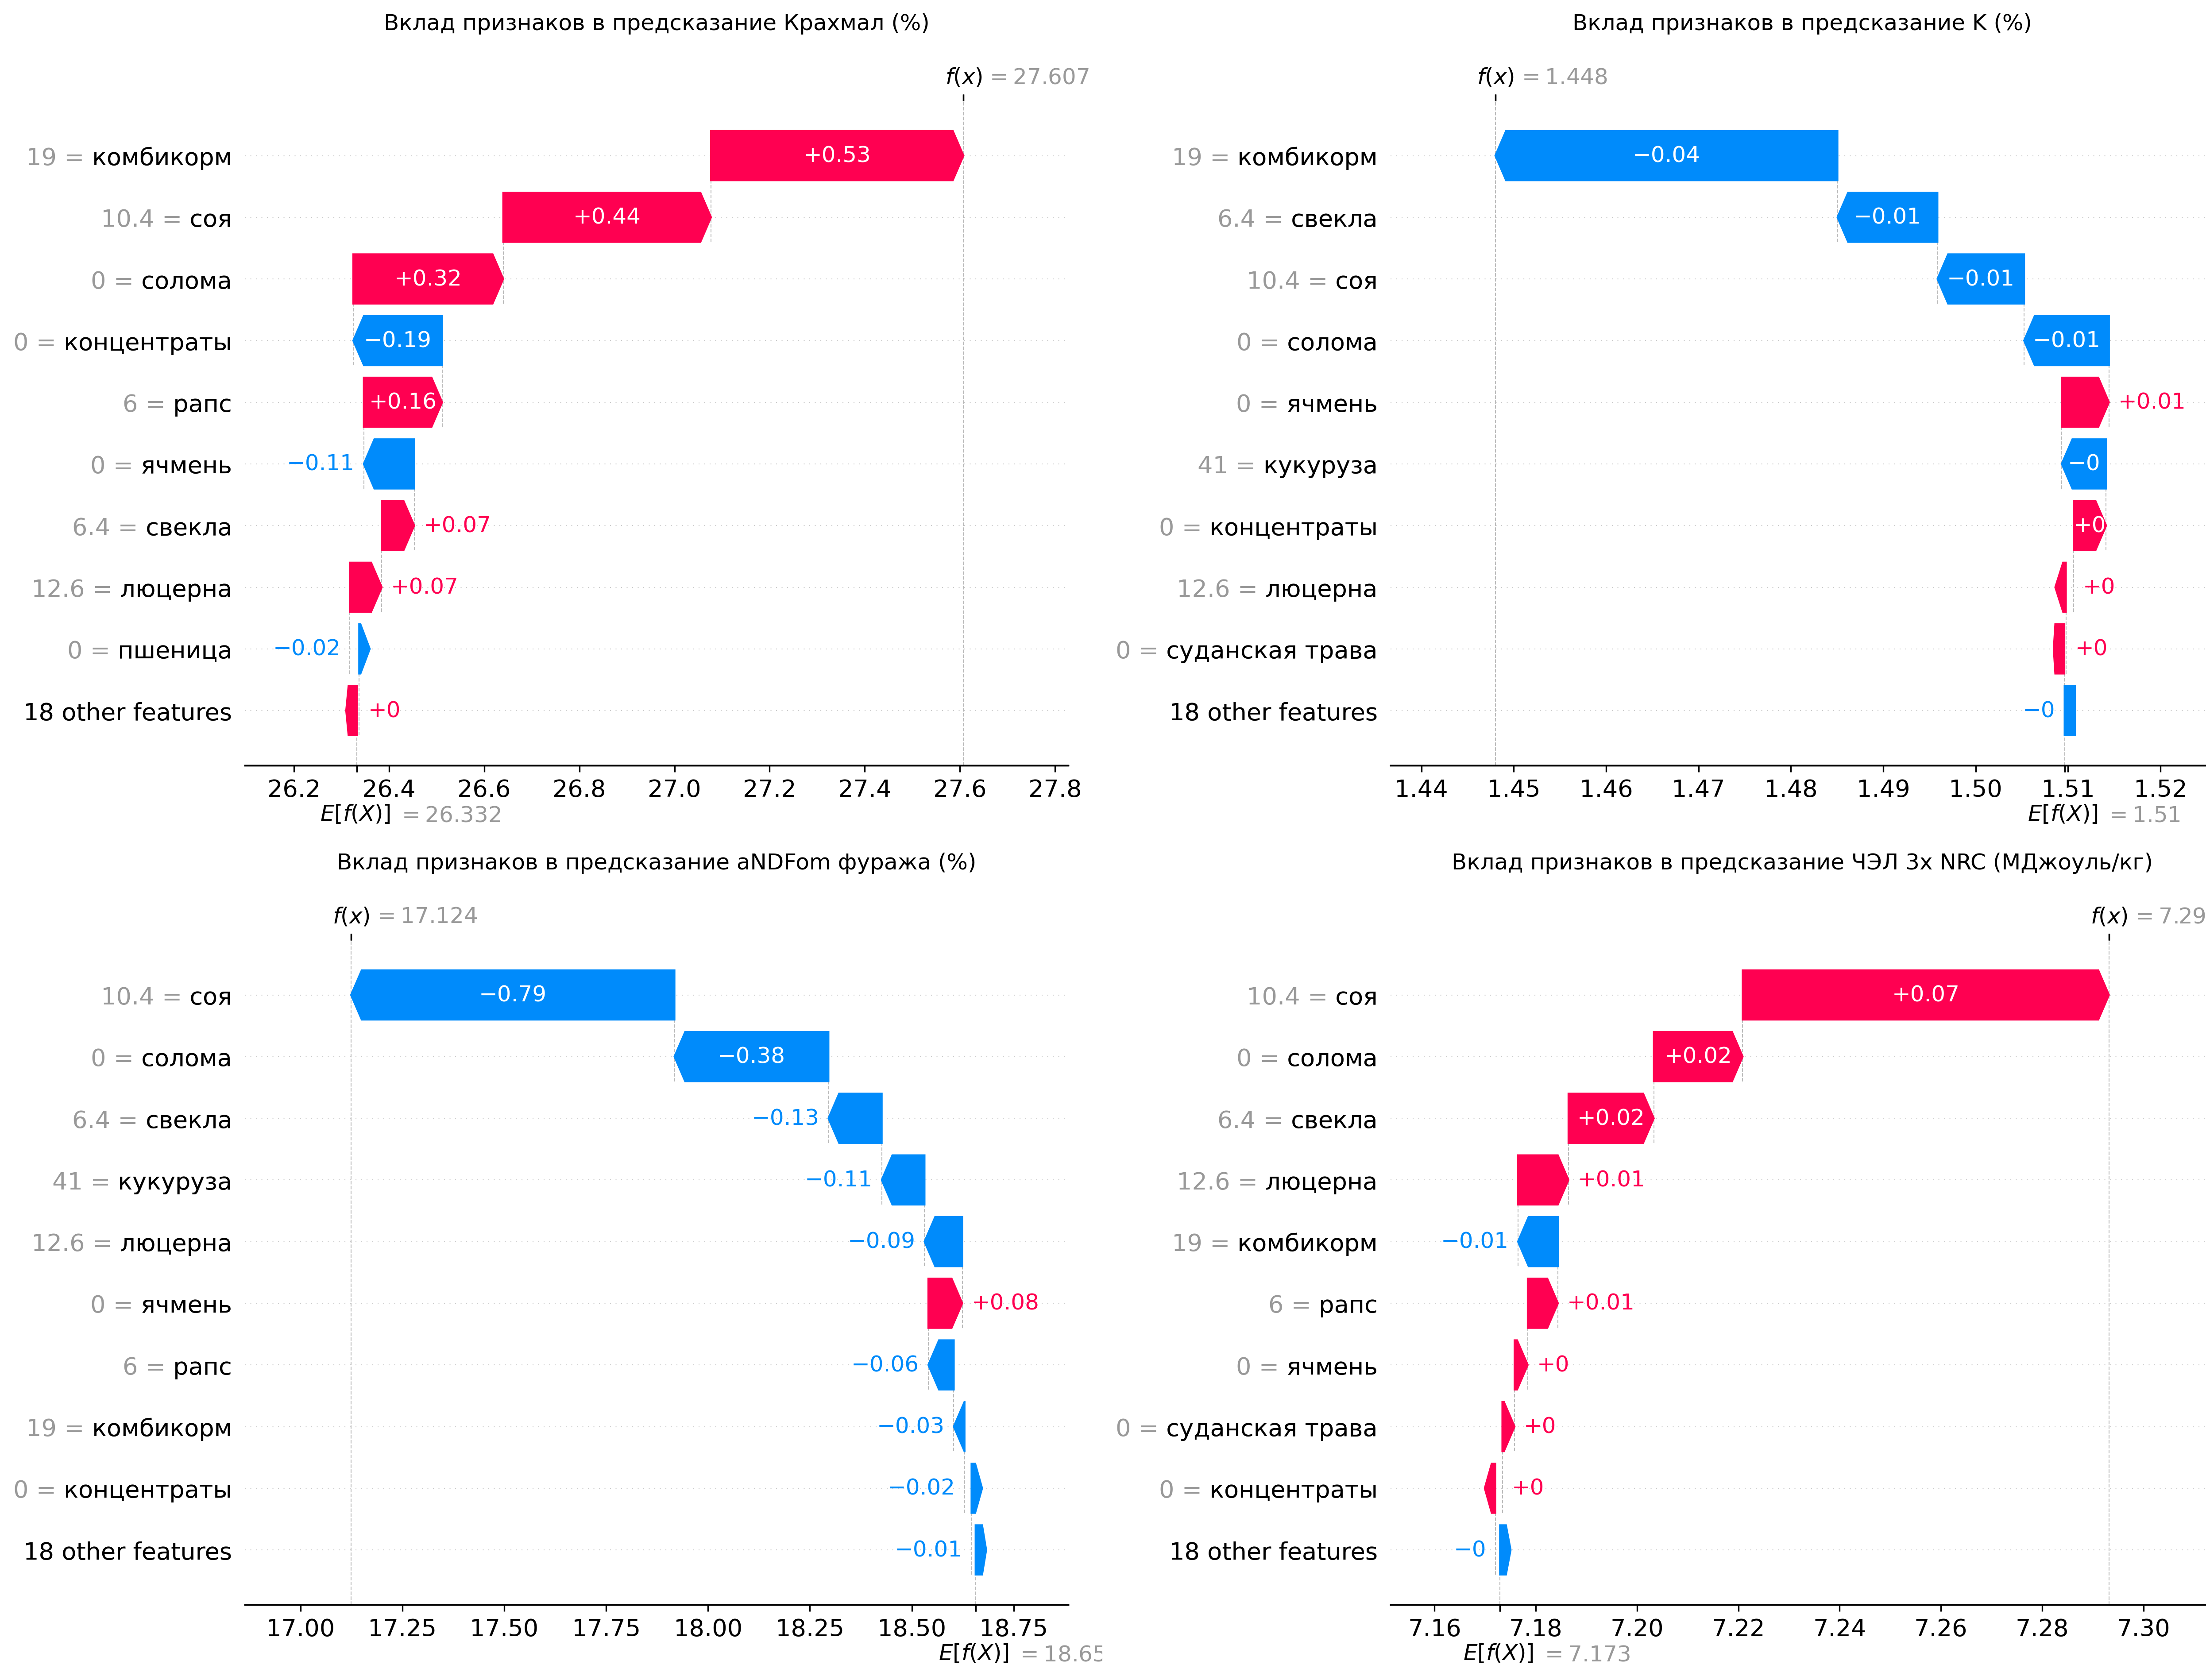 Вклад признаков в предсказание Крахмал (%)
f(x) = 27.607
19 = комбикорм
+0.53
10.4 = соя
+0.44
0 = солома
+0.32
0 = концентраты
−0.19
6 = рапс
+0.16
0 = ячмень
−0.11
6.4 = свекла
+0.07
12.6 = люцерна
+0.07
0 = пшеница
−0.02
18 other features
+0
26.2 26.4 26.6 26.8 27.0 27.2 27.4 27.6 27.8
E[f(X)] = 26.332
Вклад признаков в предсказание K (%)
f(x) = 1.448
19 = комбикорм
−0.04
6.4 = свекла
−0.01
10.4 = соя
−0.01
0 = солома
−0.01
0 = ячмень
+0.01
41 = кукуруза
−0
0 = концентраты
+0
12.6 = люцерна
+0
0 = суданская трава
+0
18 other features
−0
1.44 1.45 1.46 1.47 1.48 1.49 1.50 1.51 1.52
E[f(X)] = 1.51
Вклад признаков в предсказание aNDFom фуража (%)
f(x) = 17.124
10.4 = соя
−0.79
0 = солома
−0.38
6.4 = свекла
−0.13
41 = кукуруза
−0.11
12.6 = люцерна
−0.09
0 = ячмень
+0.08
6 = рапс
−0.06
19 = комбикорм
−0.03
0 = концентраты
−0.02
18 other features
−0.01
17.00 17.25 17.50 17.75 18.00 18.25 18.50 18.75
E[f(X)] = 18.65
Вклад признаков в предсказание ЧЭЛ 3x NRC (МДжоуль/кг)
f(x) = 7.29
10.4 = соя
+0.07
0 = солома
+0.02
6.4 = свекла
+0.02
12.6 = люцерна
+0.01
19 = комбикорм
−0.01
6 = рапс
+0.01
0 = ячмень
+0
0 = суданская трава
+0
0 = концентраты
+0
18 other features
−0
7.16 7.18 7.20 7.22 7.24 7.26 7.28 7.30
E[f(X)] = 7.173